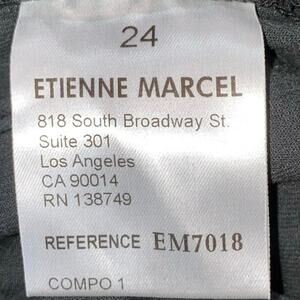 24
ETIENNE MARCEL
818 South Broadway St.
Suite 301
Los Angeles
CA 90014
RN 138749
REFERENCE EM7018
COMPO 1